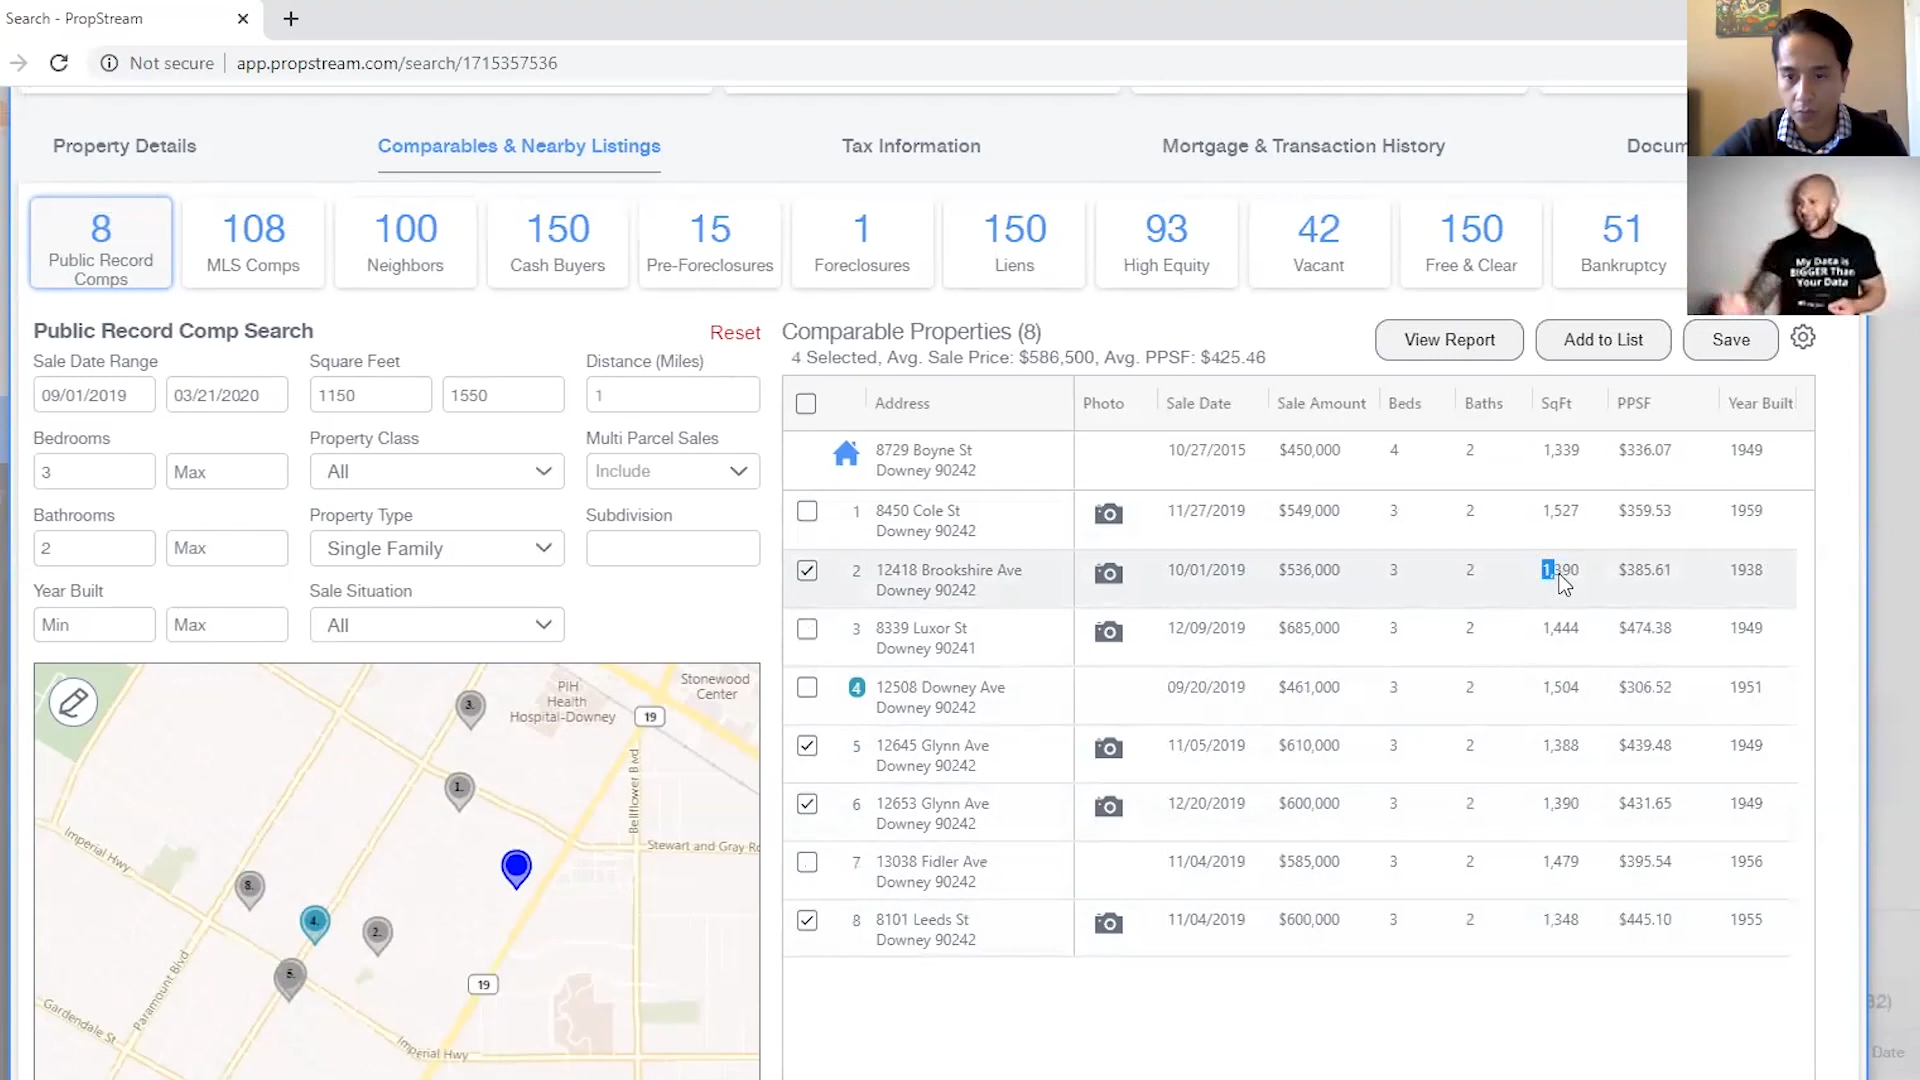 Search - PropStream
Not secure
app.propstream.com/search/1715357536
Property Details
Comparables & Nearby Listings
Tax Information
Mortgage & Transaction History
Docum
8
Public Record
Comps
108
MLS Comps
100
Neighbors
150
Cash Buyers
15
Pre-Foreclosures
1
Foreclosures
150
Liens
93
High Equity
42
Vacant
150
Free & Clear
51
Bankruptcy
My Data is
BIGGER Than
Your Data
Public Record Comp Search
Reset
Sale Date Range
Square Feet
Distance (Miles)
09/01/2019
03/21/2020
1150
1550
1
Bedrooms
Property Class
Multi Parcel Sales
3
Max
All
Include
Bathrooms
Property Type
Subdivision
2
Max
Single Family
Year Built
Sale Situation
Min
Max
All
Comparable Properties (8)
4 Selected, Avg. Sale Price: $586,500, Avg. PPSF: $425.46
View Report
Add to List
Save
Address Photo Sale Date Sale Amount Beds Baths SqFt PPSF Year Built
8729 Boyne St 10/27/2015 $450,000 4 2 1,339 $336.07 1949
Downey 90242
1 8450 Cole St 11/27/2019 $549,000 3 2 1,527 $359.53 1959
Downey 90242
2 12418 Brookshire Ave 10/01/2019 $536,000 3 2 1,390 $385.61 1938
Downey 90242
3 8339 Luxor St 12/09/2019 $685,000 3 2 1,444 $474.38 1949
Downey 90241
4 12508 Downey Ave 09/20/2019 $461,000 3 2 1,504 $306.52 1951
Downey 90242
5 12645 Glynn Ave 11/05/2019 $610,000 3 2 1,388 $439.48 1949
Downey 90242
6 12653 Glynn Ave 12/20/2019 $600,000 3 2 1,390 $431.65 1949
Downey 90242
7 13038 Fidler Ave 11/04/2019 $585,000 3 2 1,479 $395.54 1956
Downey 90242
8 8101 Leeds St 11/04/2019 $600,000 3 2 1,348 $445.10 1955
Downey 90242
PIH
Health
Hospital-Downey
Stonewood
Center
19
3.
1.
Bellflower Blvd
Stewart and Gray Rd
Imperial Hwy
8.
4.
2.
5.
19
Paramount Blvd
Gardendale St
Imperial Hwy
32)
Date